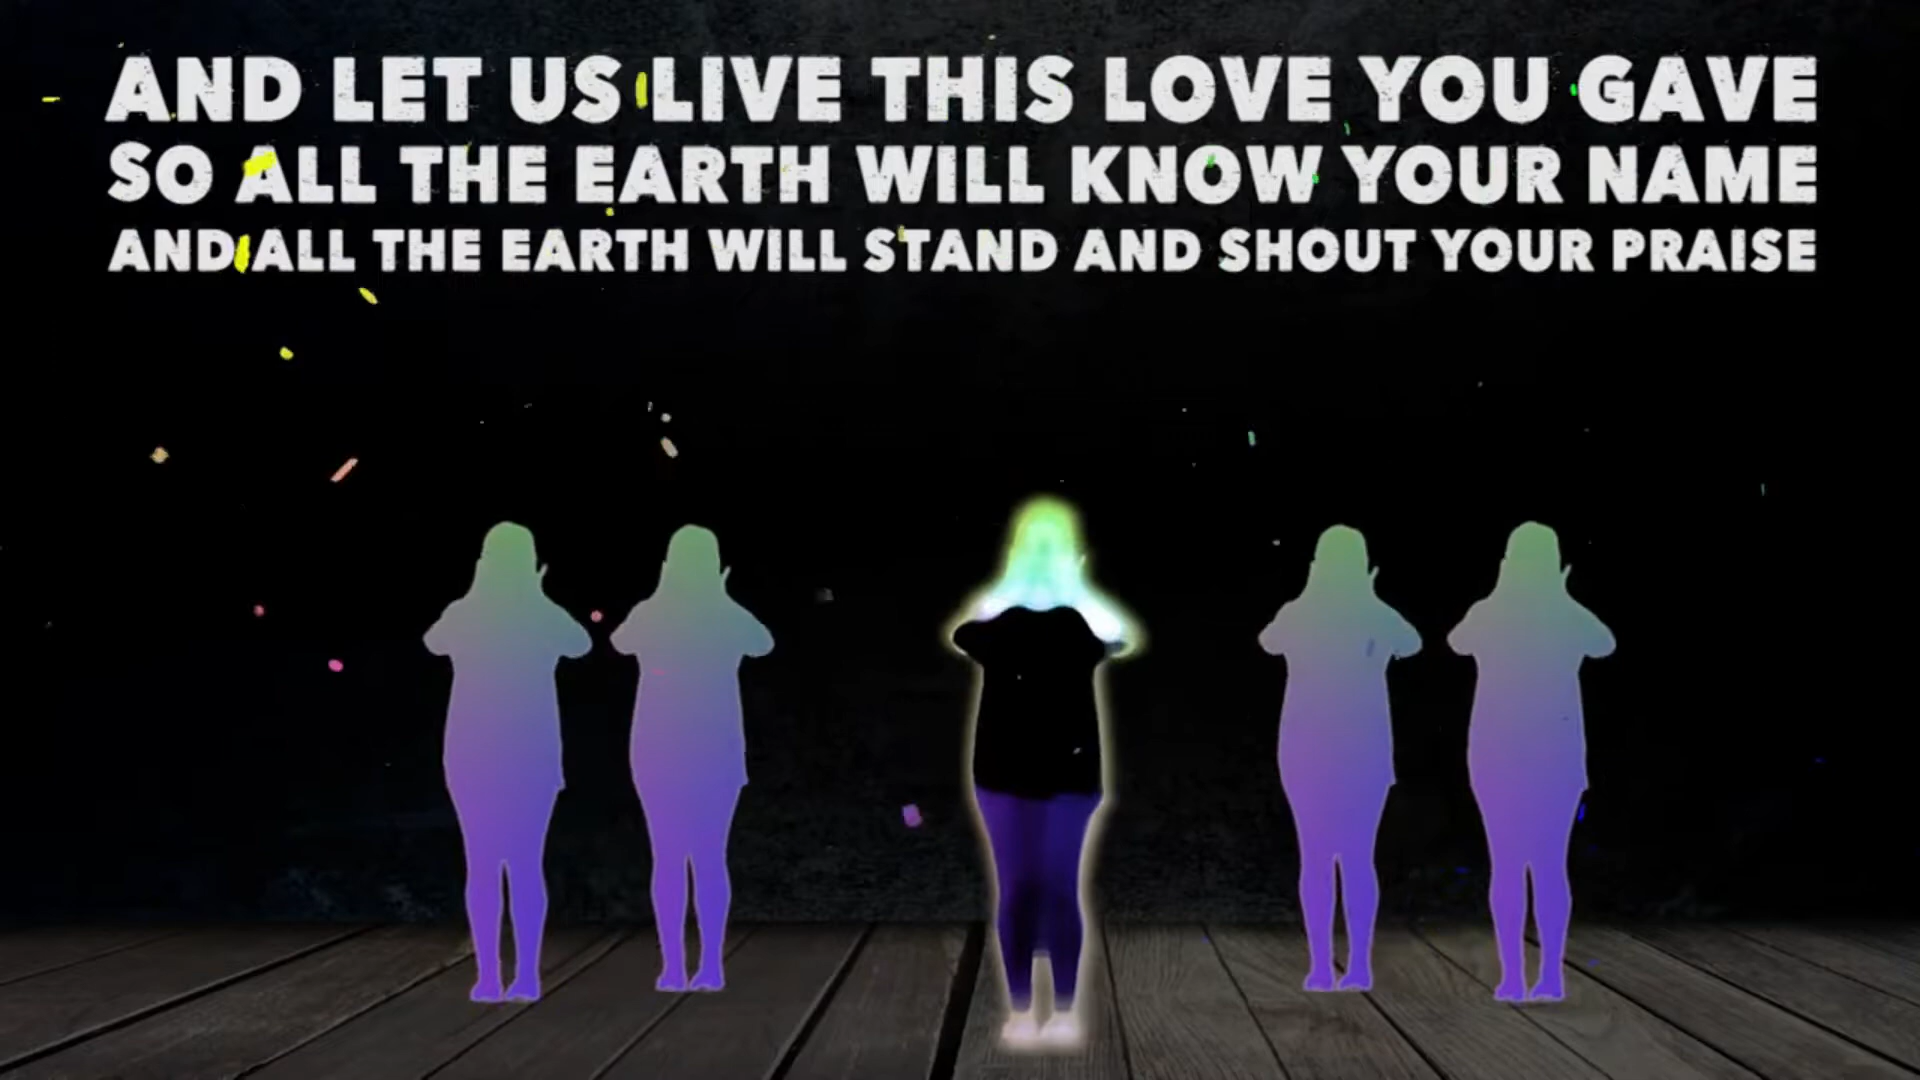 AND LET US LIVE THIS LOVE YOU GAVE
SO ALL THE EARTH WILL KNOW YOUR NAME
AND ALL THE EARTH WILL STAND AND SHOUT YOUR PRAISE